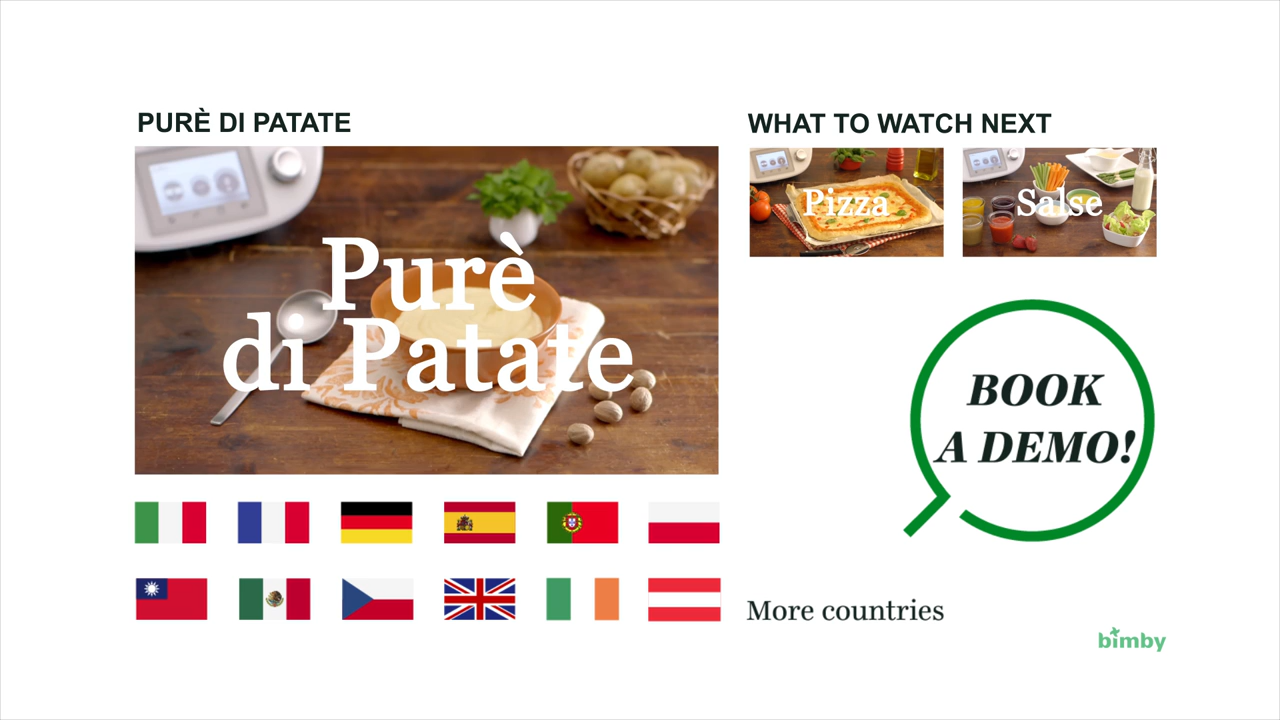 PURÈ DI PATATE
Purè
di Patate
WHAT TO WATCH NEXT
Pizza
Salse
BOOK
A DEMO!
More countries
bimby